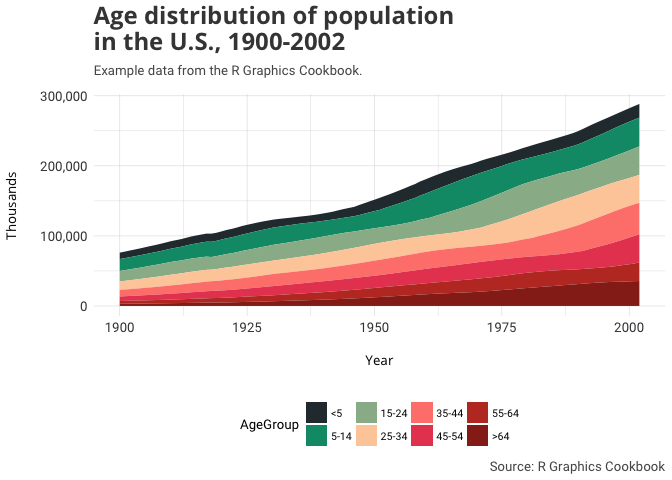 Age distribution of population
in the U.S., 1900-2002
Example data from the R Graphics Cookbook.
300,000
200,000
100,000
0
Thousands
1900 1925 1950 1975 2000
Year
AgeGroup
<5 15-24 35-44 55-64
5-14 25-34 45-54 >64
Source: R Graphics Cookbook